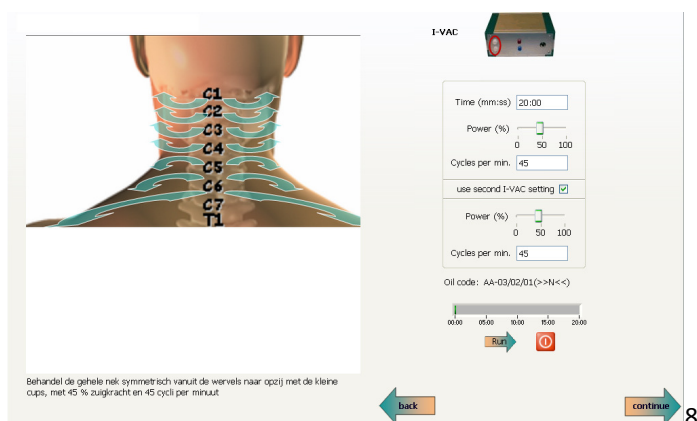 I-VAC
C1
C2
C3
C4
C5
C6
C7
T1
Time (mm:ss) 20:00
Power (%)
0 50 100
Cycles per min. 45
use second I-VAC setting
Power (%)
0 50 100
Cycles per min. 45
Oil code: AA-03/02/01(>>N<<)
00:00 05:00 10:00 15:00 20:00
Run
Behandel de gehele nek symmetrisch vanuit de wervels naar opzij met de kleine
cups, met 45 % zuigkracht en 45 cycli per minuut
back
continue
8